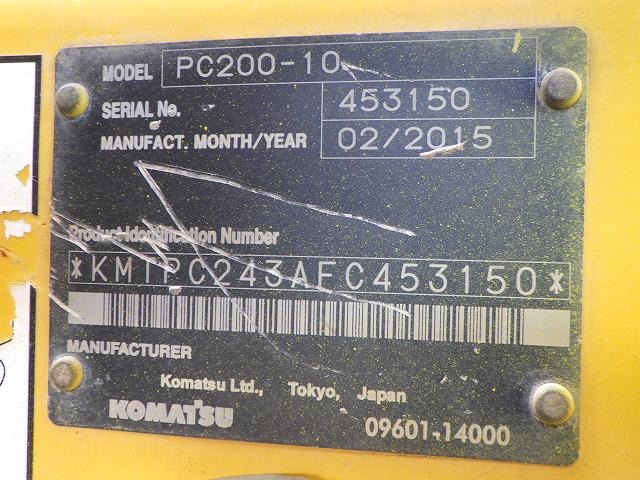 MODEL PC200-10
SERIAL No. 453150
MANUFACT. MONTH/YEAR 02/2015
Product Identification Number
*KMTPC243AFC453150*
MANUFACTURER
Komatsu Ltd., Tokyo, Japan
KOMATSU
09601-14000